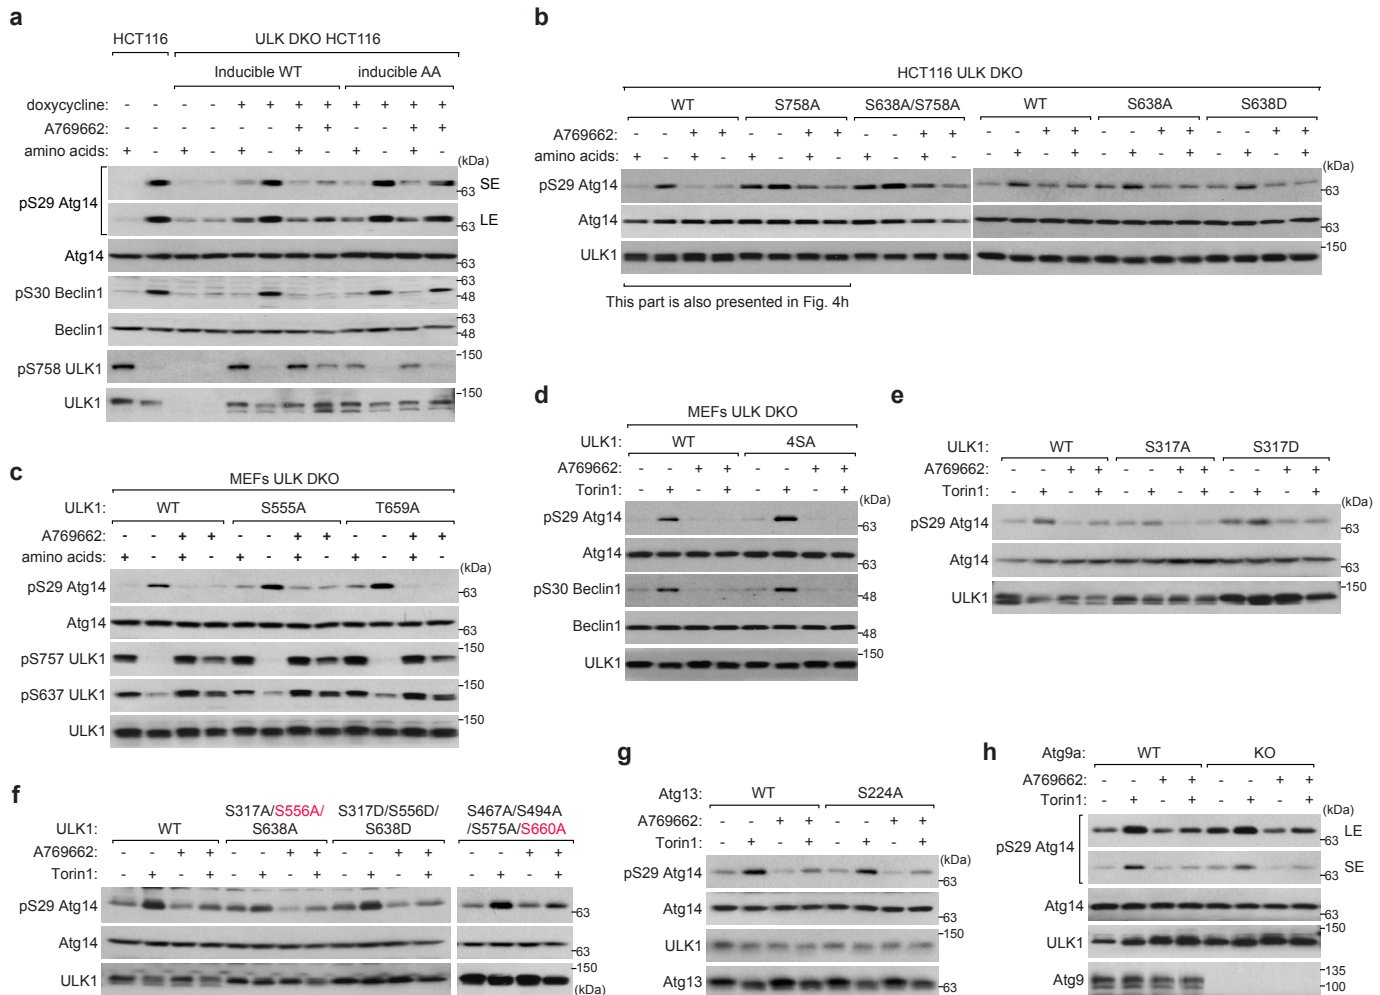 a
HCT116 ULK DKO HCT116
Inducible WT inducible AA
doxycycline: - - - - + + + + + + + +
A769662: - - - - - - + + - - + +
amino acids: + - + - + - + - + - + -
(kDa)
pS29 Atg14 SE 63
LE 63
Atg14 63
pS30 Beclin1 63 48
Beclin1 63 48
pS758 ULK1 150
ULK1 150
b
HCT116 ULK DKO
WT S758A S638A/S758A WT S638A S638D
A769662: - - + + - - + + - - + + - - + + - - + + - - + +
amino acids: + - + - + - + - + - + - - + - + - + - + - + - +
(kDa)
pS29 Atg14 63
Atg14 63
ULK1 150
This part is also presented in Fig. 4h
c
MEFs ULK DKO
ULK1: WT S555A T659A
A769662: - - + + - - + + - - + +
amino acids: + - + - + - + - + - + -
(kDa)
pS29 Atg14 63
Atg14 63
pS757 ULK1 150
pS637 ULK1 150
ULK1 150
d
MEFs ULK DKO
ULK1: WT 4SA
A769662: - - + + - - + +
Torin1: - + - + - + - +
(kDa)
pS29 Atg14 63
Atg14 63
pS30 Beclin1 48
Beclin1 48
ULK1 150
e
ULK1: WT S317A S317D
A769662: - - + + - - + + - - + +
Torin1: - + - + - + - + - + - +
(kDa)
pS29 Atg14 63
Atg14 63
ULK1 150
f
S317A/S556A/ S317D/S556D/ S467A/S494A
ULK1: WT S638A S638D /S575A/S660A
A769662: - - + + - - + + - - + + - - + +
Torin1: - + - + - + - + - + - + - + - +
pS29 Atg14 63
Atg14 63
ULK1 150
(kDa)
g
Atg13: WT S224A
A769662: - - + + - - + +
Torin1: - + - + - + - +
(kDa)
pS29 Atg14 63
Atg14 63
ULK1 150
Atg13 63
h
Atg9a: WT KO
A769662: - - + + - - + +
Torin1: - + - + - + - +
(kDa)
pS29 Atg14 LE 63
SE 63
Atg14 63
ULK1 150
Atg9 135 100